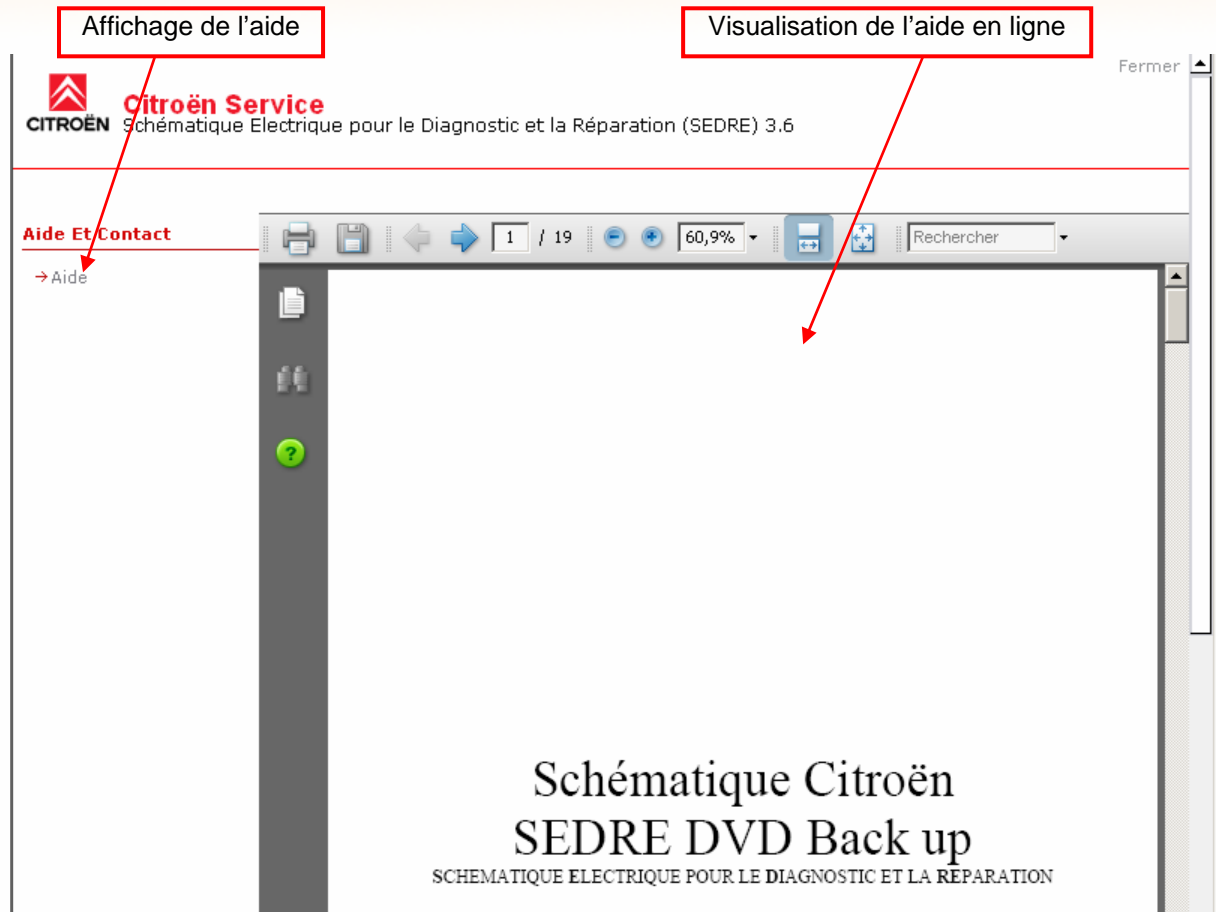 Affichage de l’aide
Visualisation de l’aide en ligne
Fermer
CITROËN
Citroën Service
Schématique Electrique pour le Diagnostic et la Réparation (SEDRE) 3.6
Aide Et Contact
→Aide
1 / 19
60,9%
Rechercher
?
Schématique Citroën
SEDRE DVD Back up
SCHEMATIQUE ELECTRIQUE POUR LE DIAGNOSTIC ET LA REPARATION